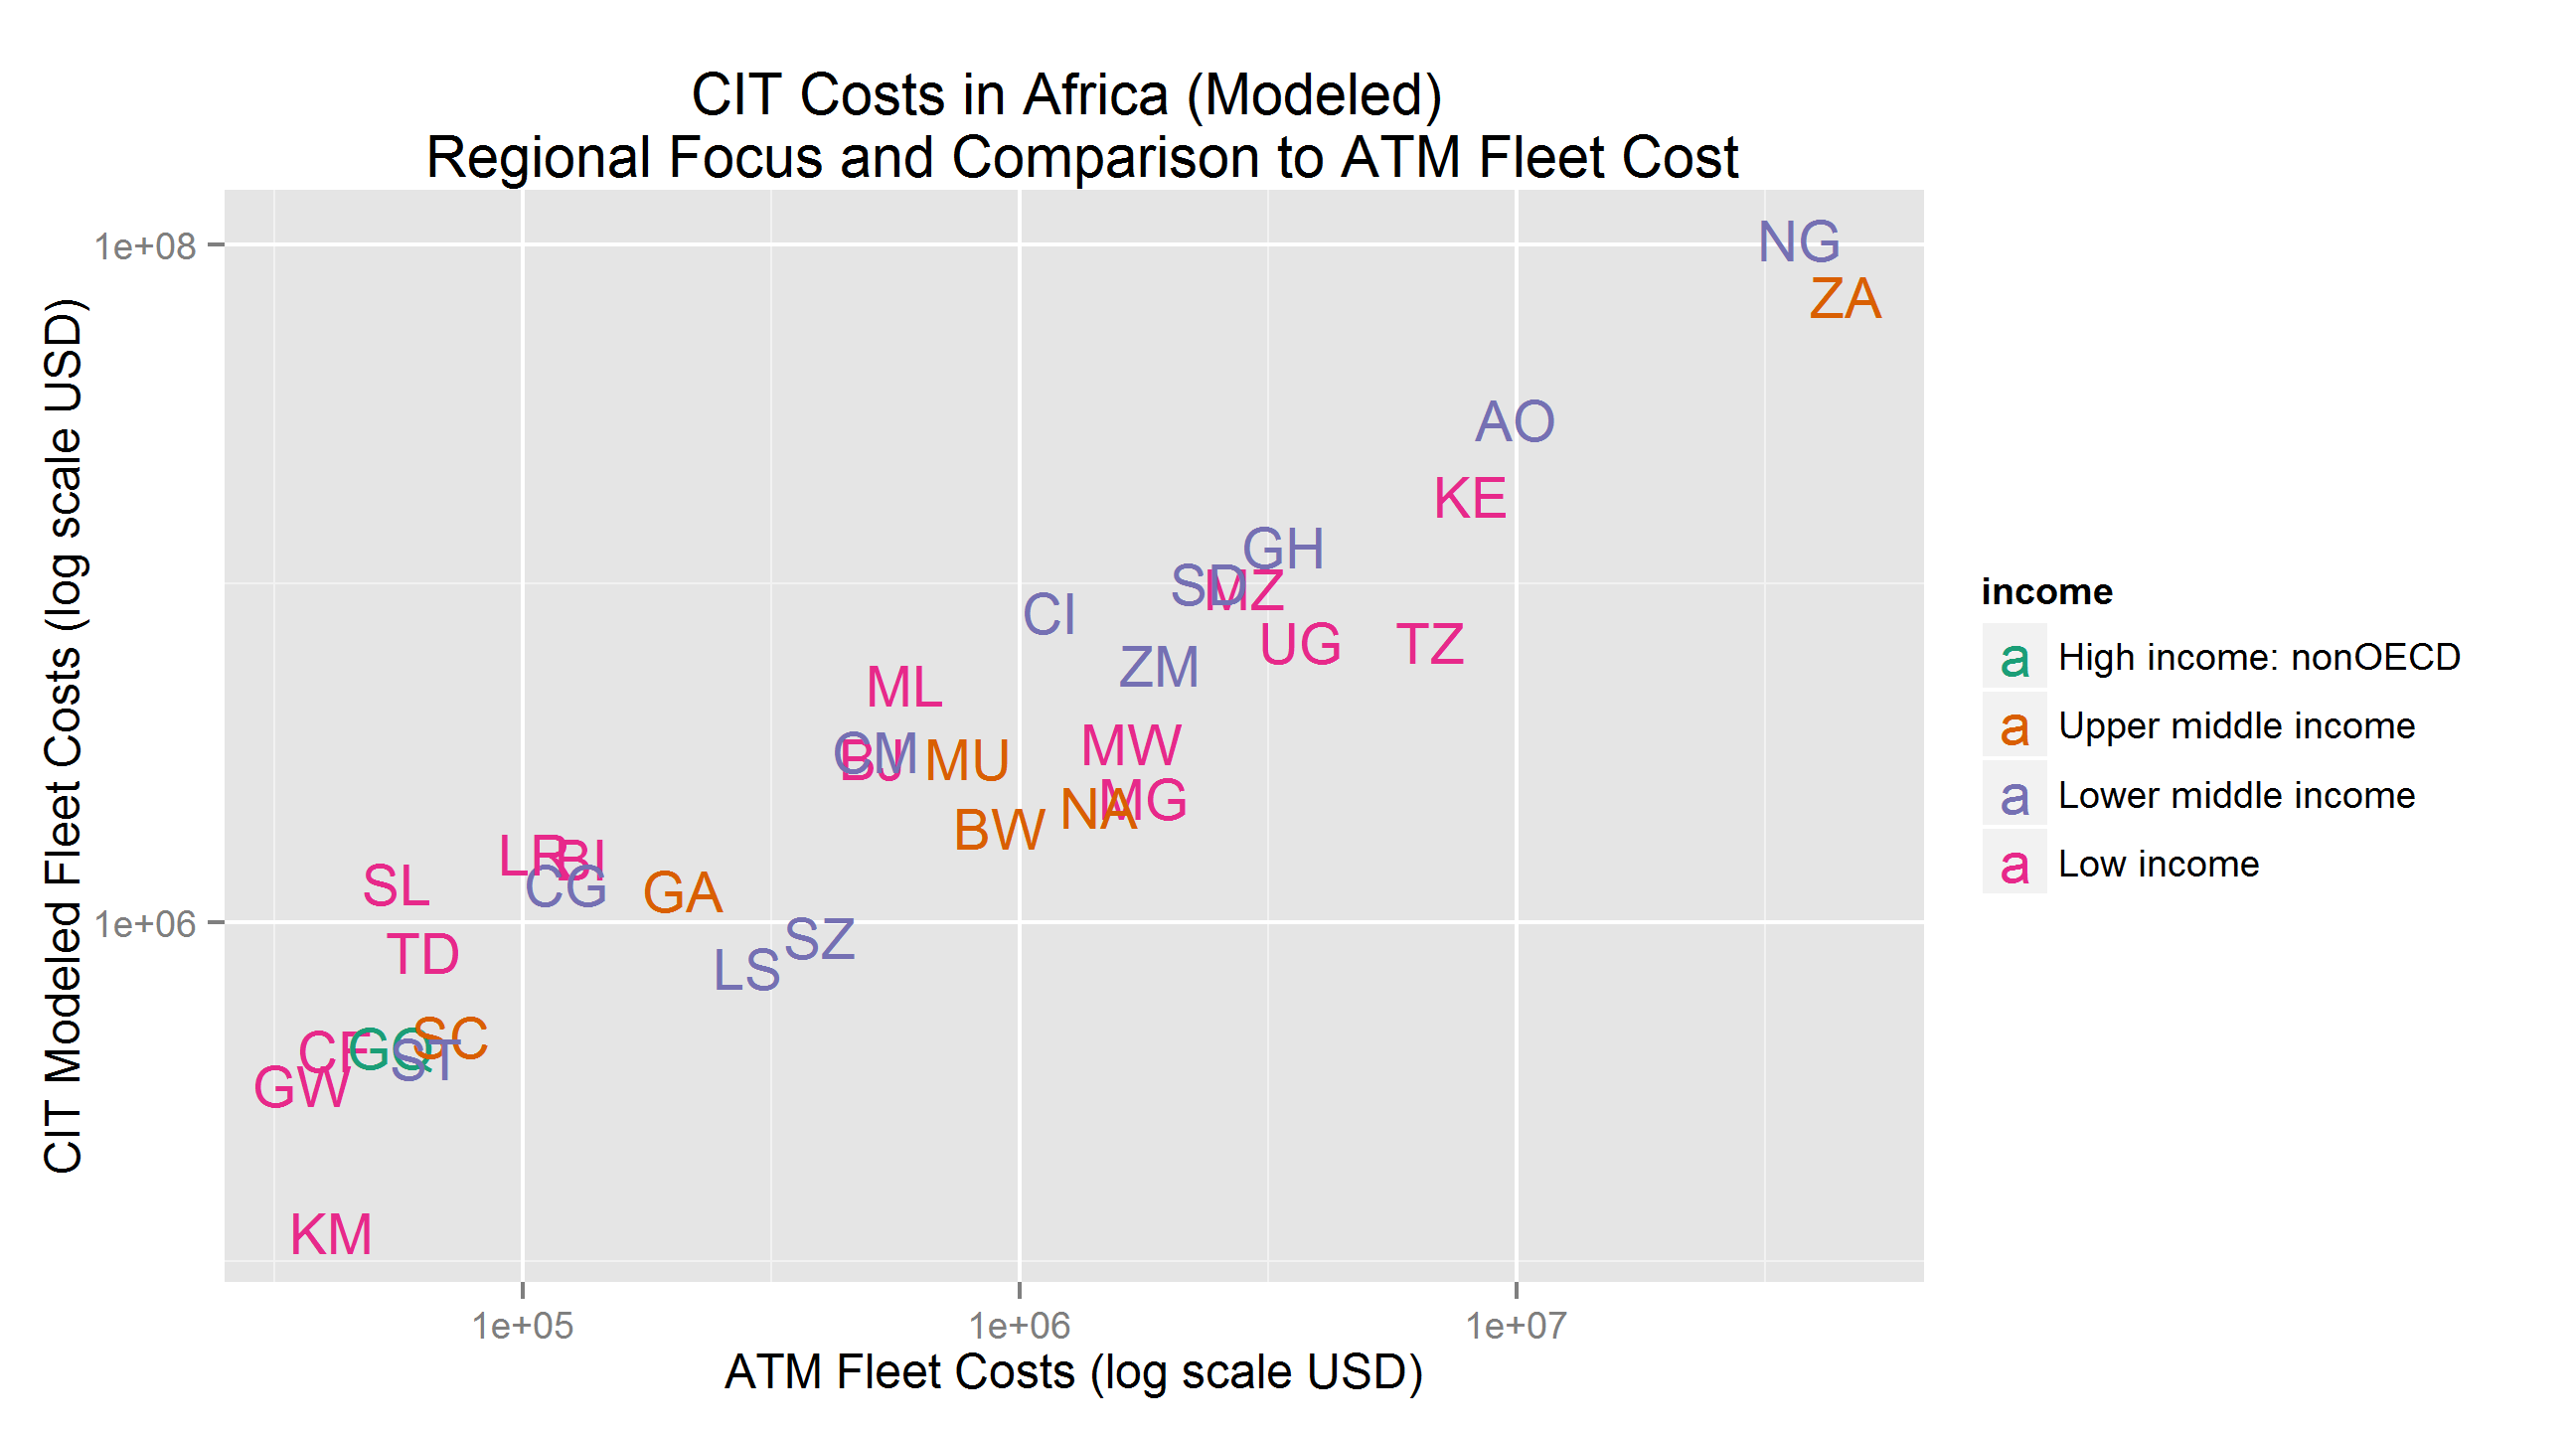 CIT Costs in Africa (Modeled)
Regional Focus and Comparison to ATM Fleet Cost
CIT Modeled Fleet Costs (log scale USD)
1e+08
1e+06
NG
ZA
AO
KE
GH
SD
MZ
CI
UG
TZ
ZM
ML
MW
CM
BJ
MU
MG
NA
BW
LR
BI
SL
CG
GA
SZ
TD
LS
SC
CF
GQ
ST
GW
KM
1e+05
1e+06
1e+07
ATM Fleet Costs (log scale USD)
income
a High income: nonOECD
a Upper middle income
a Lower middle income
a Low income